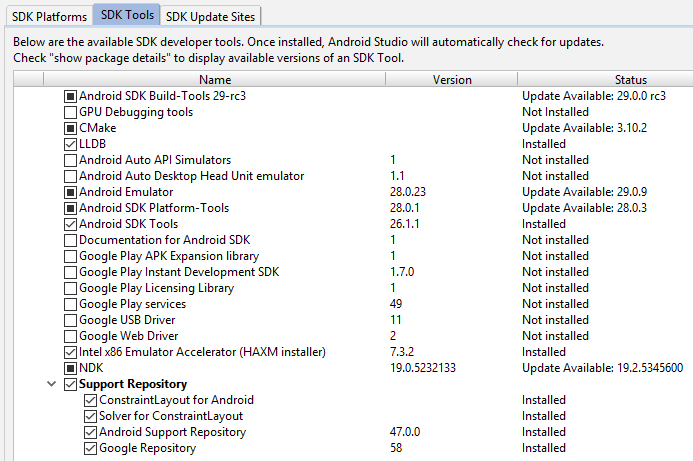 SDK Platforms SDK Tools SDK Update Sites
Below are the available SDK developer tools. Once installed, Android Studio will automatically check for updates.
Check "show package details" to display available versions of an SDK Tool.
Name Version Status
Android SDK Build-Tools 29-rc3 Update Available: 29.0.0 rc3
GPU Debugging tools Not Installed
CMake Update Available: 3.10.2
LLDB Installed
Android Auto API Simulators 1 Not installed
Android Auto Desktop Head Unit emulator 1.1 Not installed
Android Emulator 28.0.23 Update Available: 29.0.9
Android SDK Platform-Tools 28.0.1 Update Available: 28.0.3
Android SDK Tools 26.1.1 Installed
Documentation for Android SDK 1 Not installed
Google Play APK Expansion library 1 Not installed
Google Play Instant Development SDK 1.7.0 Not installed
Google Play Licensing Library 1 Not installed
Google Play services 49 Not installed
Google USB Driver 11 Not installed
Google Web Driver 2 Not installed
Intel x86 Emulator Accelerator (HAXM installer) 7.3.2 Installed
NDK 19.0.5232133 Update Available: 19.2.5345600
Support Repository
ConstraintLayout for Android Installed
Solver for ConstraintLayout Installed
Android Support Repository 47.0.0 Installed
Google Repository 58 Installed